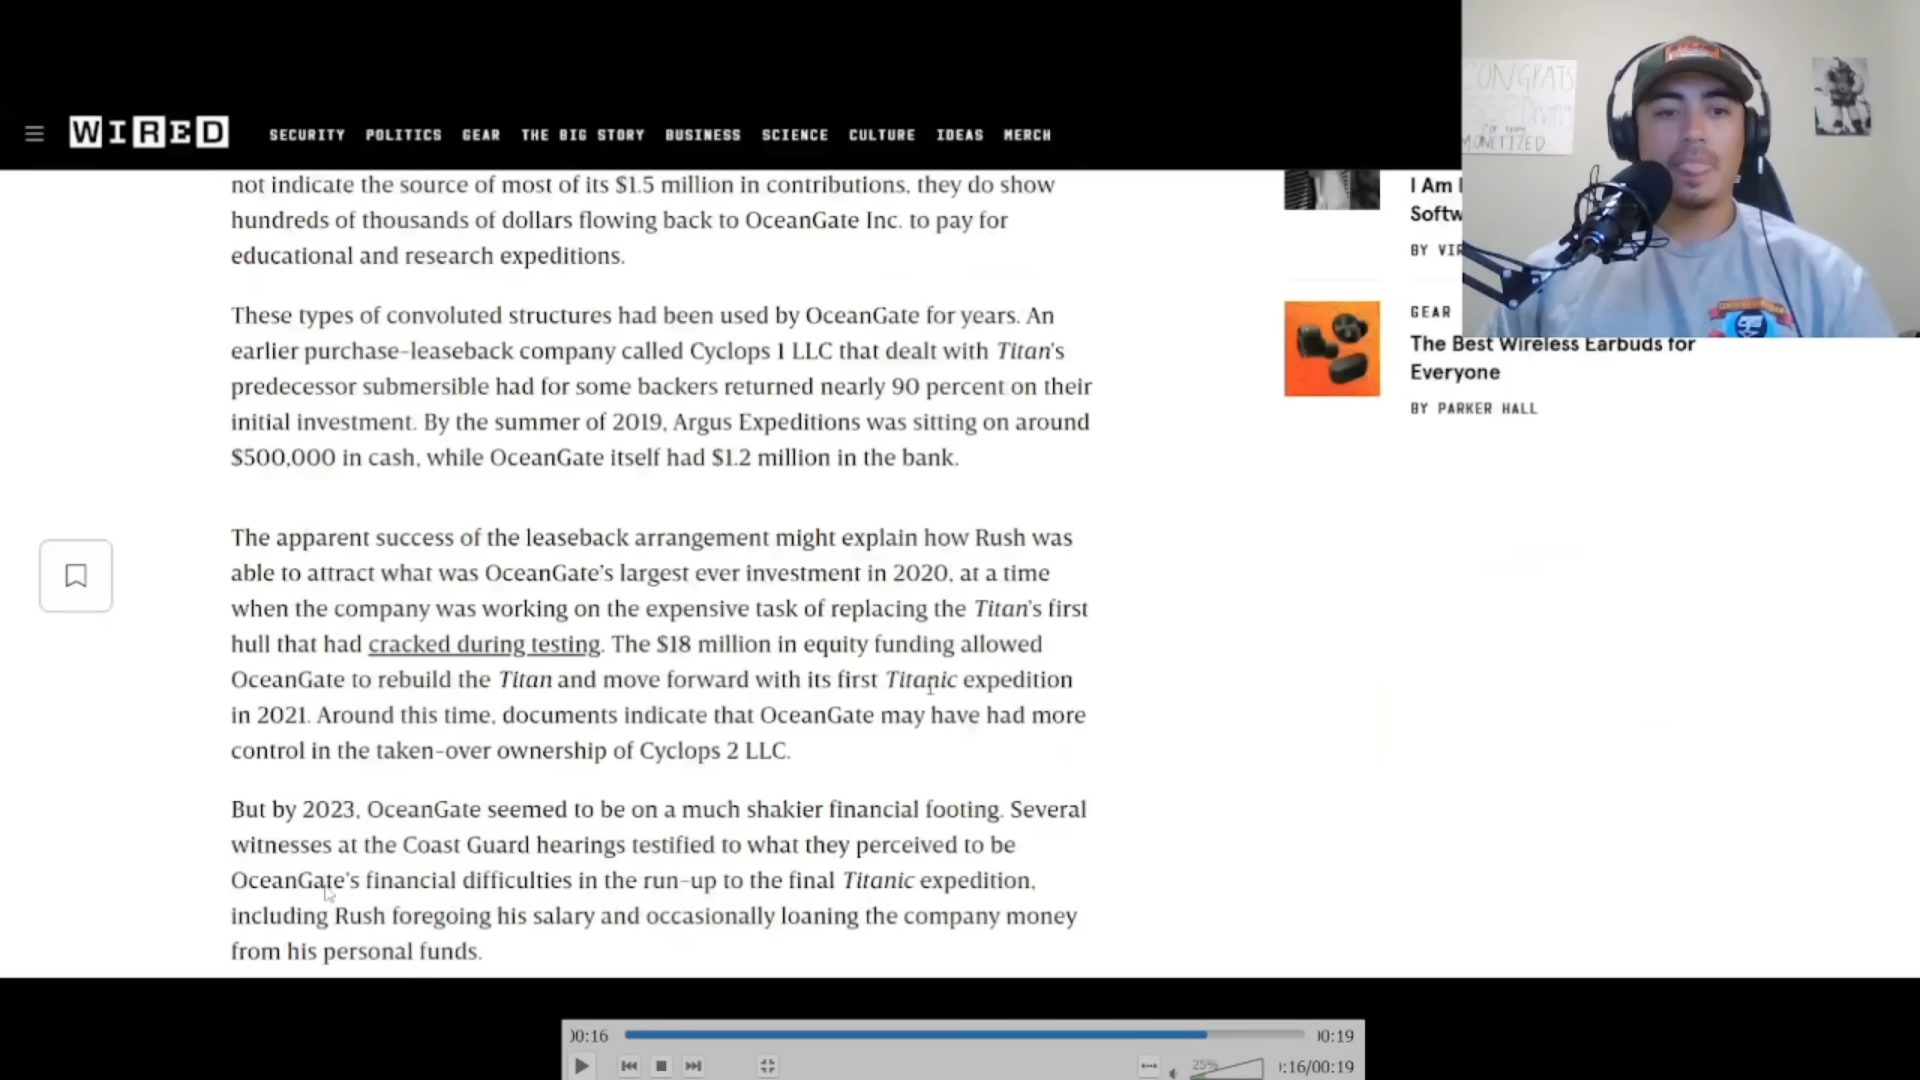 CONGRATS
MONETIZED
WIRED
SECURITY POLITICS GEAR THE BIG STORY BUSINESS SCIENCE CULTURE IDEAS MERCH
not indicate the source of most of its $1.5 million in contributions, they do show
hundreds of thousands of dollars flowing back to OceanGate Inc. to pay for
educational and research expeditions.
These types of convoluted structures had been used by OceanGate for years. An
earlier purchase-leaseback company called Cyclops 1 LLC that dealt with Titan's
predecessor submersible had for some backers returned nearly 90 percent on their
initial investment. By the summer of 2019, Argus Expeditions was sitting on around
$500,000 in cash, while OceanGate itself had $1.2 million in the bank.
The apparent success of the leaseback arrangement might explain how Rush was
able to attract what was OceanGate's largest ever investment in 2020, at a time
when the company was working on the expensive task of replacing the Titan's first
hull that had cracked during testing. The $18 million in equity funding allowed
OceanGate to rebuild the Titan and move forward with its first Titanic expedition
in 2021. Around this time, documents indicate that OceanGate may have had more
control in the taken-over ownership of Cyclops 2 LLC.
But by 2023, OceanGate seemed to be on a much shakier financial footing. Several
witnesses at the Coast Guard hearings testified to what they perceived to be
OceanGate's financial difficulties in the run-up to the final Titanic expedition,
including Rush foregoing his salary and occasionally loaning the company money
from his personal funds.
I Am
Softw
BY VIR
GEAR
The Best Wireless Earbuds for
Everyone
BY PARKER HALL
00:16
00:19
25%
:16/00:19